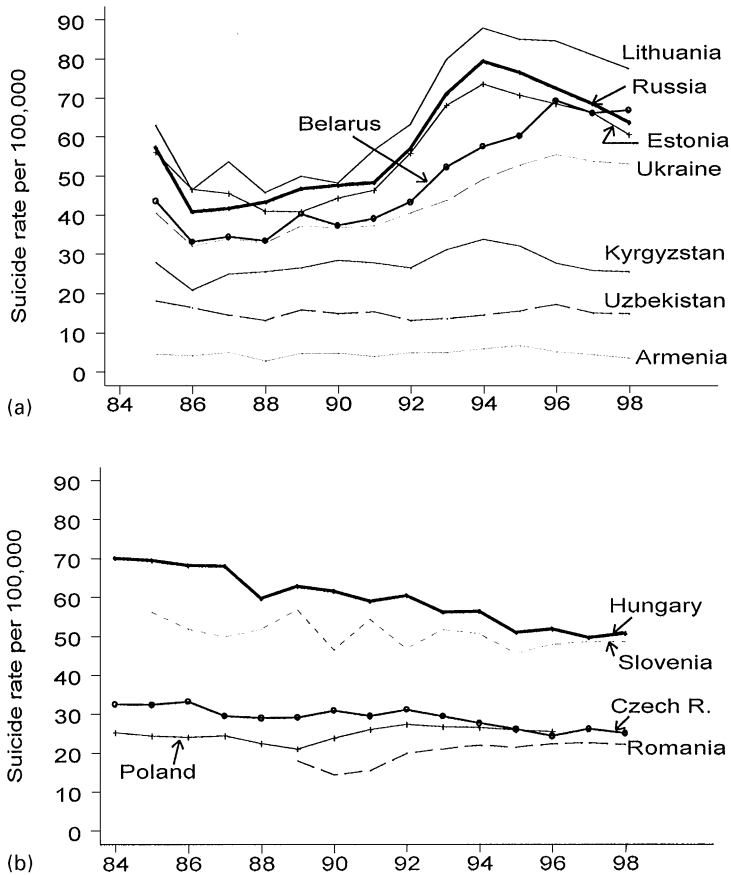 90
80
70
60
50
40
30
20
10
0
Suicide rate per 100,000
Lithuania
Russia
Belarus
Estonia
Ukraine
Kyrgyzstan
Uzbekistan
Armenia
(a)
84 86 88 90 92 94 96 98
90
80
70
60
50
40
30
20
10
0
Suicide rate per 100,000
Hungary
Slovenia
Czech R.
Romania
Poland
(b)
84 86 88 90 92 94 96 98